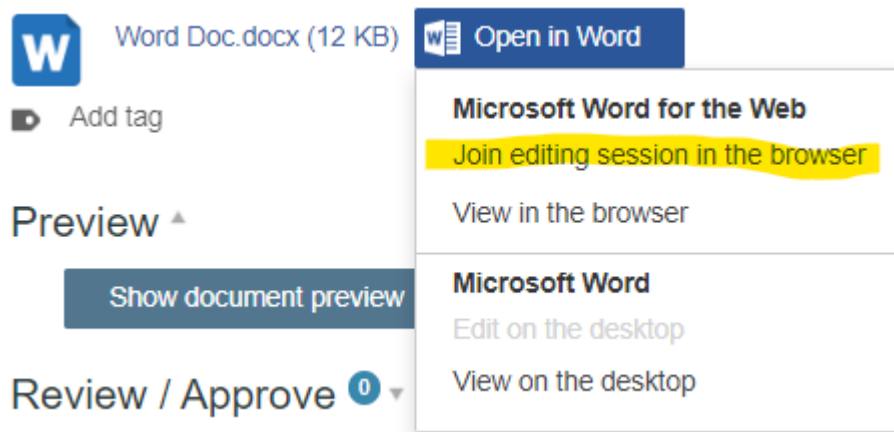 W Word Doc.docx (12 KB) W Open in Word
Add tag
Microsoft Word for the Web
Join editing session in the browser
View in the browser
Preview
Show document preview
Microsoft Word
Edit on the desktop
View on the desktop
Review / Approve 0